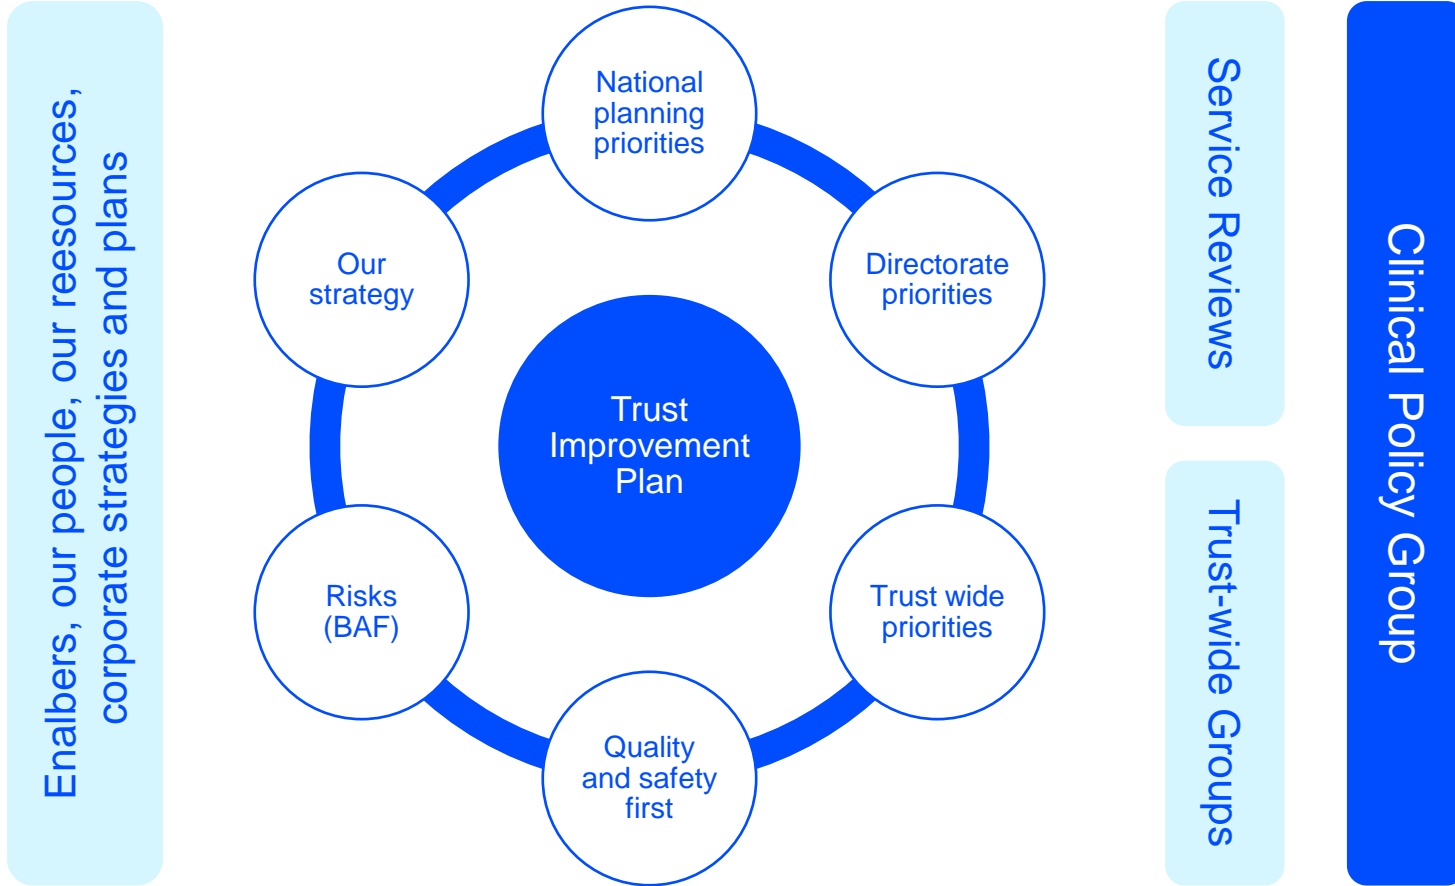 Enalbers, our people, our reesources,
corporate strategies and plans
National
planning
priorities
Our
strategy
Directorate
priorities
Trust
Improvement
Plan
Risks
(BAF)
Trust wide
priorities
Quality
and safety
first
Service Reviews
Trust-wide Groups
Clinical Policy Group